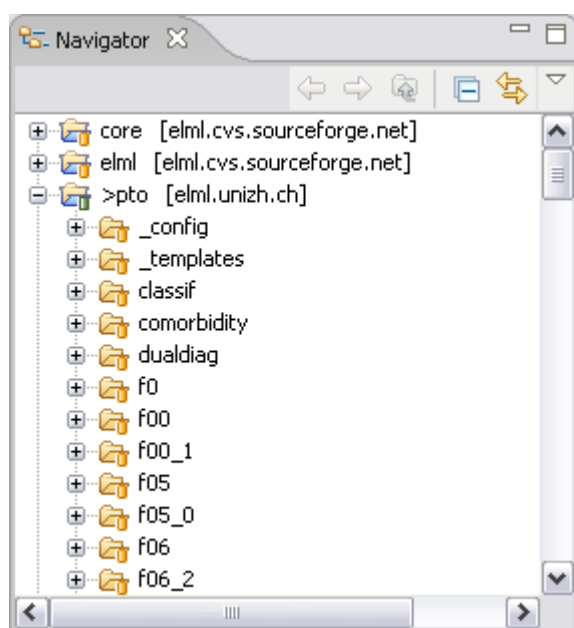 Navigator
core [elml.cvs.sourceforge.net]
elml [elml.cvs.sourceforge.net]
>pto [elml.unizh.ch]
_config
_templates
classif
comorbidity
dualdiag
f0
f00
f00_1
f05
f05_0
f06
f06_2